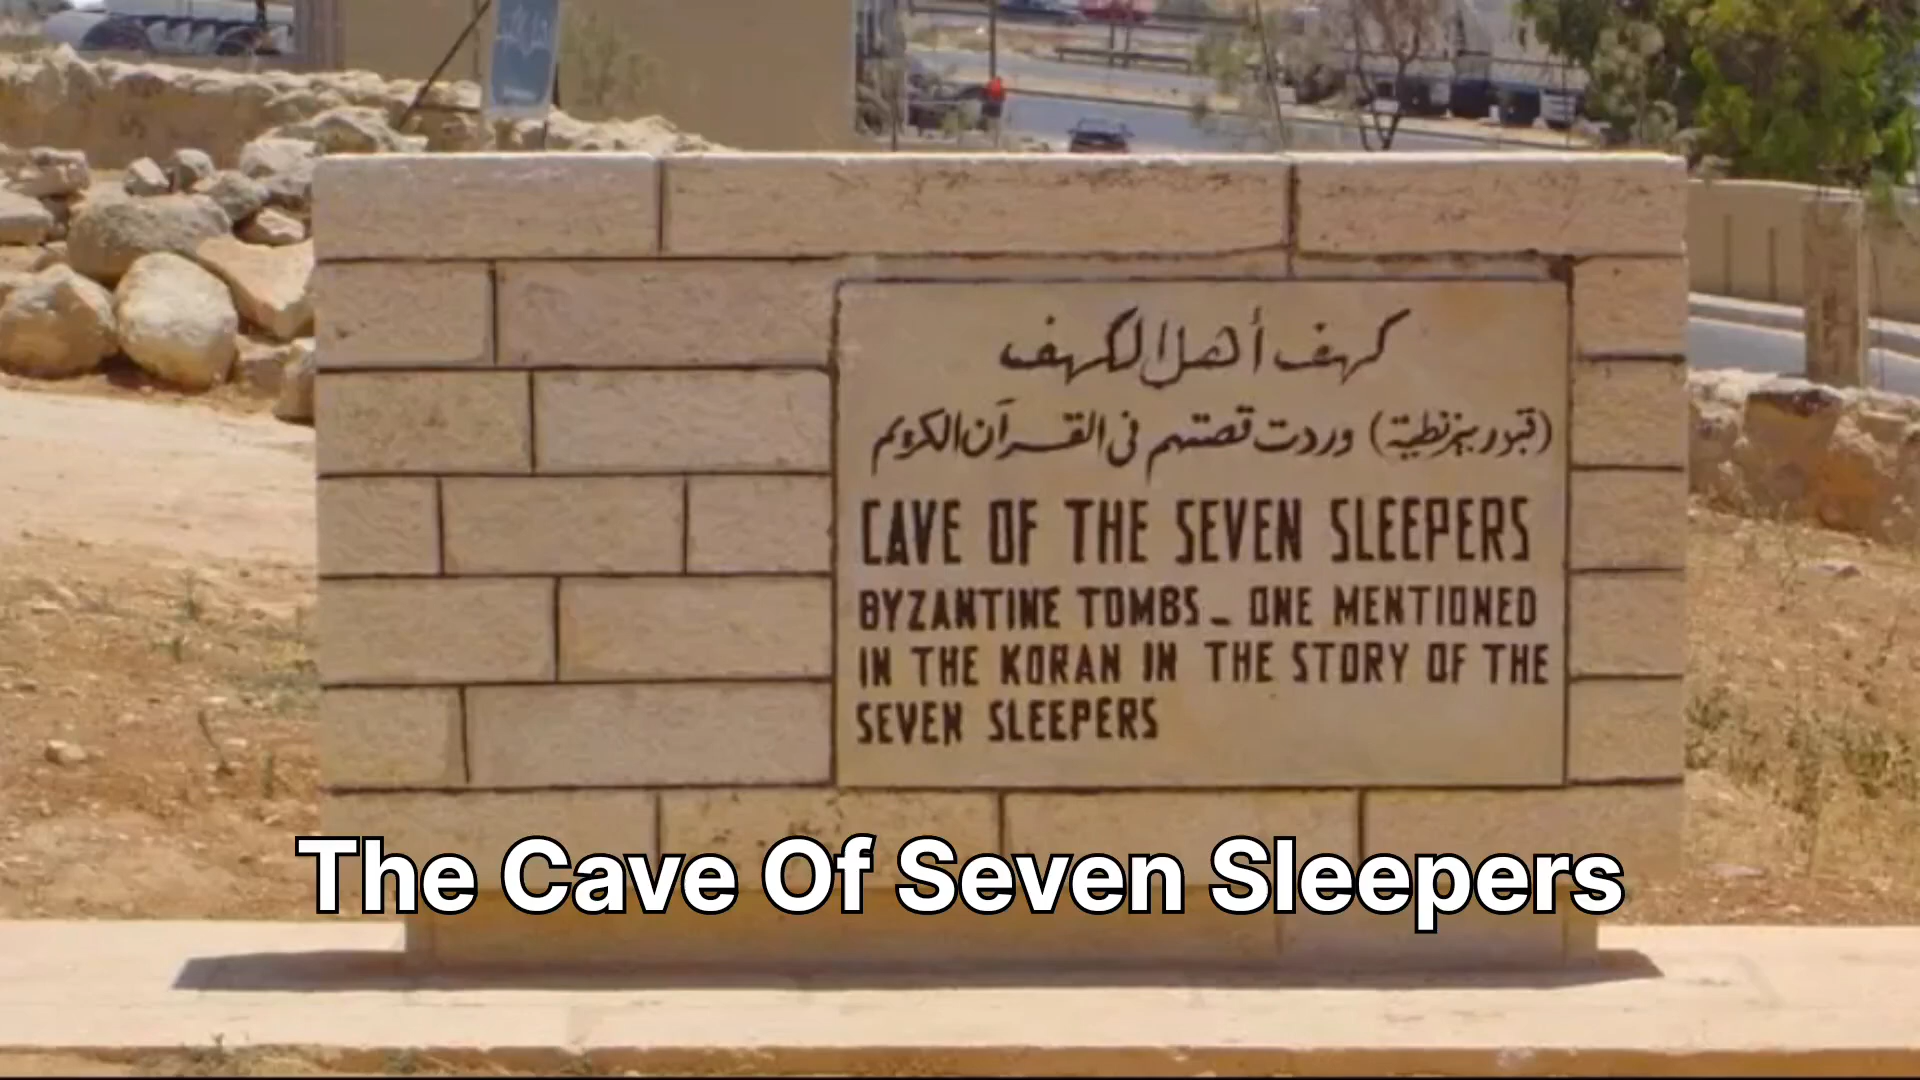 كهف أهل الكهف
(قبور بيزنطية) وردت قصتهم فى القرآن الكريم
CAVE OF THE SEVEN SLEEPERS
BYZANTINE TOMBS - ONE MENTIONED
IN THE KORAN IN THE STORY OF THE
SEVEN SLEEPERS
The Cave Of Seven Sleepers